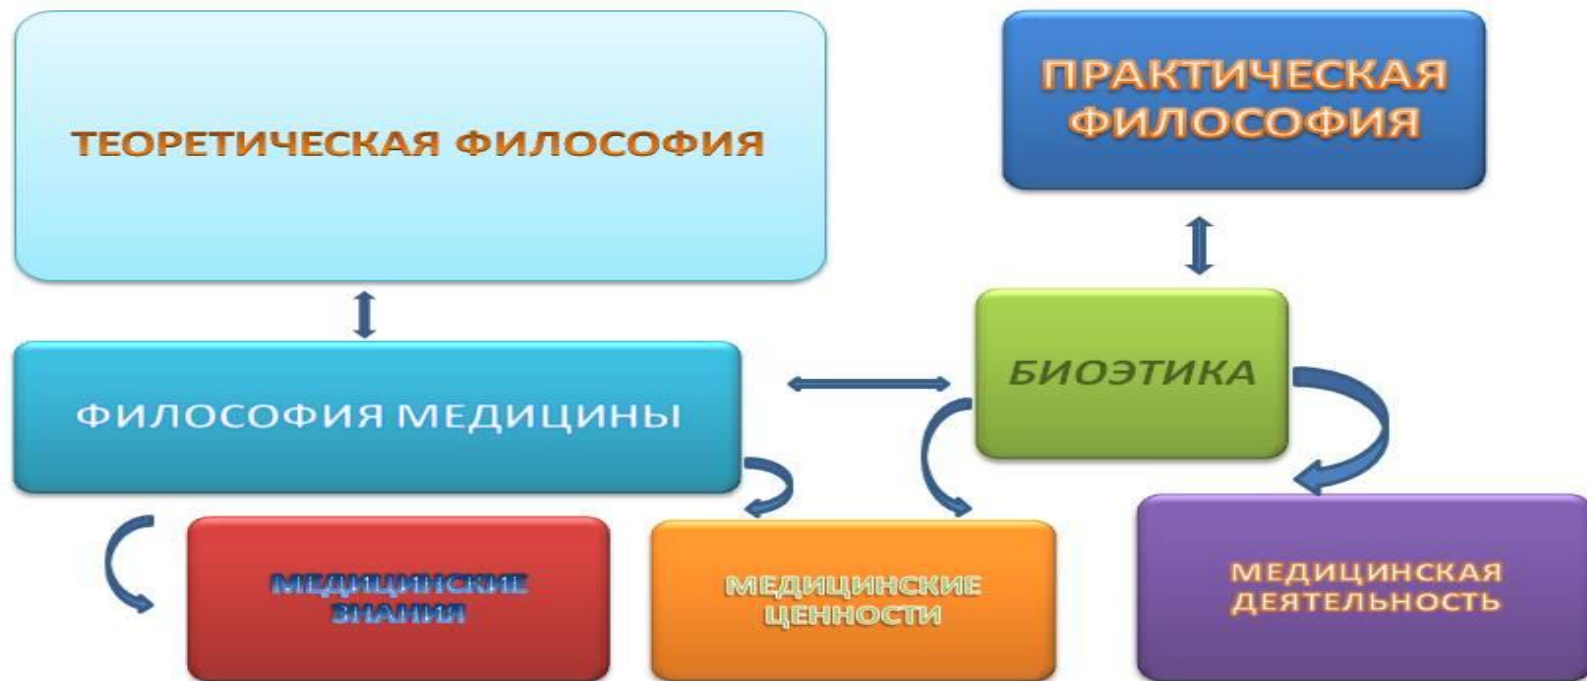 ТЕОРЕТИЧЕСКАЯ ФИЛОСОФИЯ
ПРАКТИЧЕСКАЯ
ФИЛОСОФИЯ
ФИЛОСОФИЯ МЕДИЦИНЫ
БИОЭТИКА
МЕДИЦИНСКИЕ
ЗНАНИЯ
МЕДИЦИНСКИЕ
ЦЕННОСТИ
МЕДИЦИНСКАЯ
ДЕЯТЕЛЬНОСТЬ